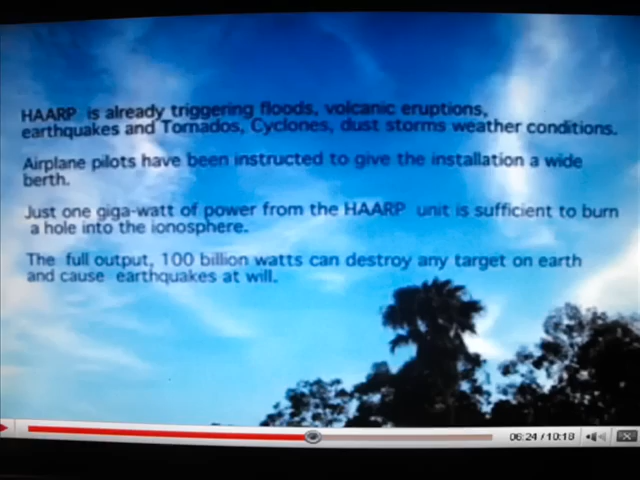 HAARP is already triggering floods, volcanic eruptions,
earthquakes and Tornados, Cyclones, dust storms weather conditions.
Airplane pilots have been instructed to give the installation a wide
berth.
Just one giga-watt of power from the HAARP unit is sufficient to burn
a hole into the ionosphere.
The full output, 100 billion watts can destroy any target on earth
and cause earthquakes at will.
06:24 / 10:18